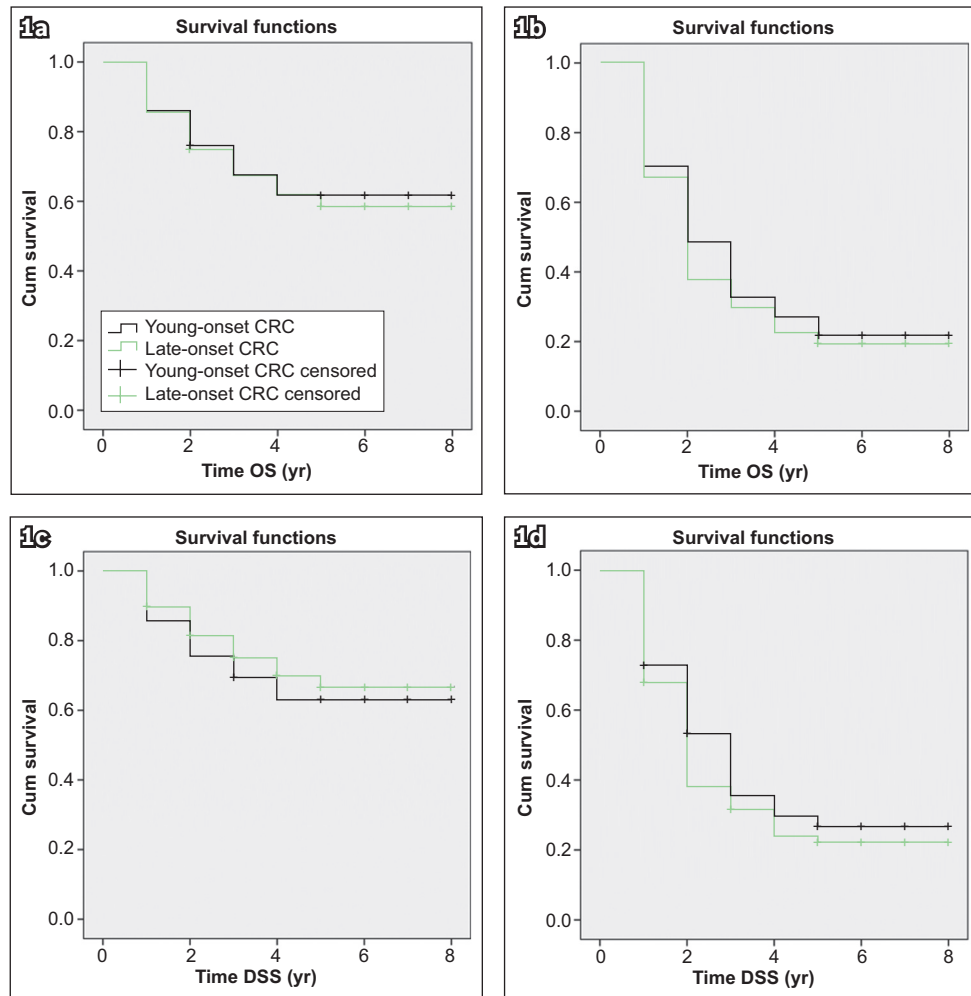 1a
Survival functions
1.0
0.8
0.6
0.4
0.2
0.0
Cum survival
Young-onset CRC
Late-onset CRC
Young-onset CRC censored
Late-onset CRC censored
0 2 4 6 8
Time OS (yr)
1b
Survival functions
1.0
0.8
0.6
0.4
0.2
0.0
Cum survival
0 2 4 6 8
Time OS (yr)
1c
Survival functions
1.0
0.8
0.6
0.4
0.2
0.0
Cum survival
0 2 4 6 8
Time DSS (yr)
1d
Survival functions
1.0
0.8
0.6
0.4
0.2
0.0
Cum survival
0 2 4 6 8
Time DSS (yr)